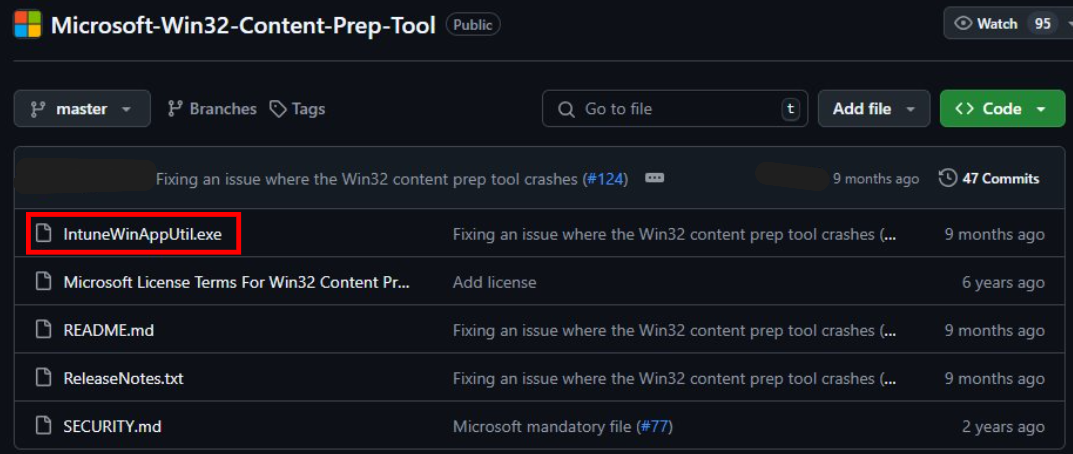 Microsoft-Win32-Content-Prep-Tool Public Watch 95
master Branches Tags Go to file t Add file Code
Fixing an issue where the Win32 content prep tool crashes (#124) 9 months ago 47 Commits
IntuneWinAppUtil.exe Fixing an issue where the Win32 content prep tool crashes (... 9 months ago
Microsoft License Terms For Win32 Content Pr... Add license 6 years ago
README.md Fixing an issue where the Win32 content prep tool crashes (... 9 months ago
ReleaseNotes.txt Fixing an issue where the Win32 content prep tool crashes (... 9 months ago
SECURITY.md Microsoft mandatory file (#77) 2 years ago